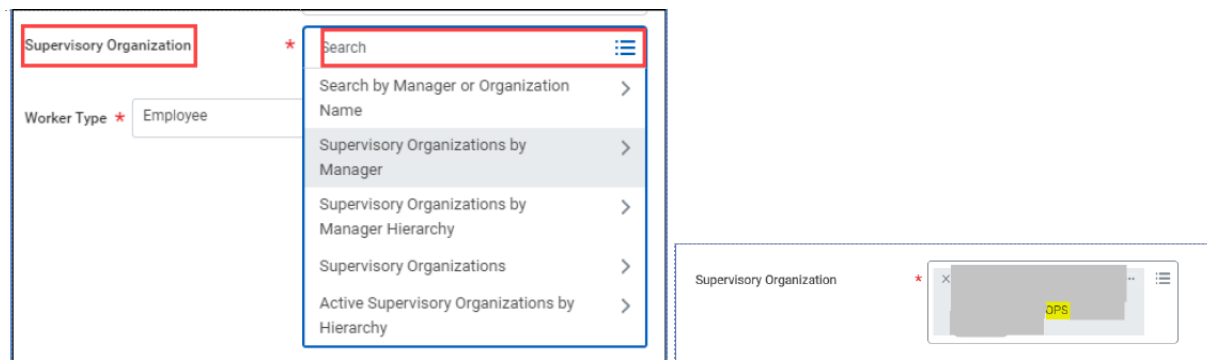 Supervisory Organization *
Search
Search by Manager or Organization
Name
Worker Type * Employee
Supervisory Organizations by
Manager
Supervisory Organizations by
Manager Hierarchy
Supervisory Organizations
Active Supervisory Organizations by
Hierarchy
Supervisory Organization *
OPS